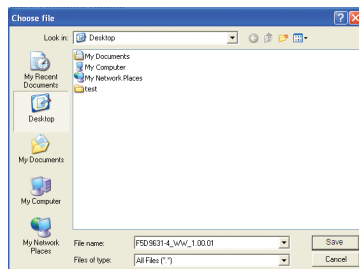 Choose file
Look in: Desktop
My Recent Documents
Desktop
My Documents
My Computer
My Network Places
My Documents
My Computer
My Network Places
test
File name: F5D9631-4_WW_1.00.01 Save
Files of type: All Files (*.*) Cancel